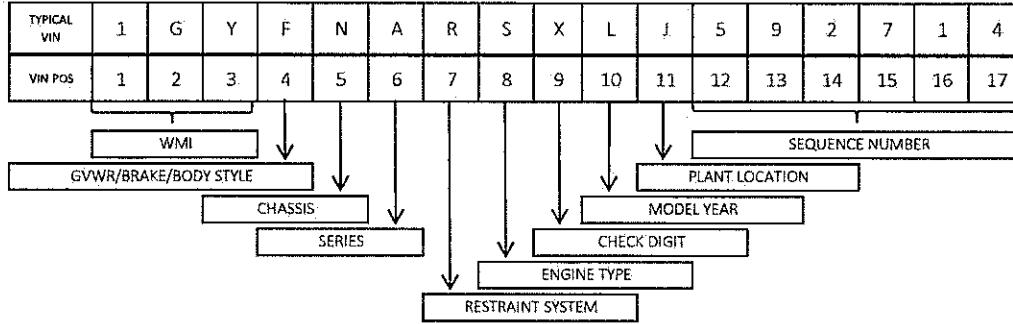 TYPICAL VIN 1 G Y F N A R S X L J 5 9 2 7 1 4
VIN POS 1 2 3 4 5 6 7 8 9 10 11 12 13 14 15 16 17
WMI SEQUENCE NUMBER
GVWR/BRAKE/BODY STYLE PLANT LOCATION
CHASSIS MODEL YEAR
SERIES CHECK DIGIT
ENGINE TYPE
RESTRAINT SYSTEM